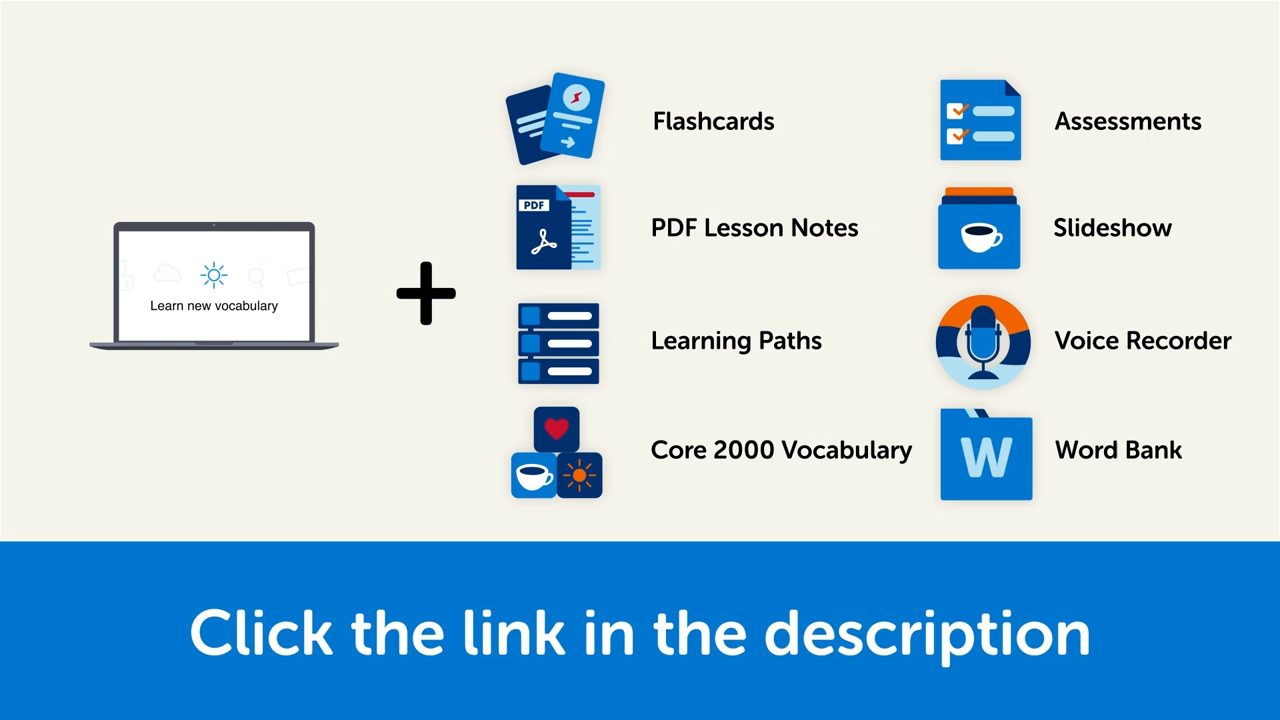 Flashcards
Assessments
PDF
PDF Lesson Notes
Slideshow
Learn new vocabulary
Learning Paths
Voice Recorder
Core 2000 Vocabulary
W
Word Bank
Click the link in the description